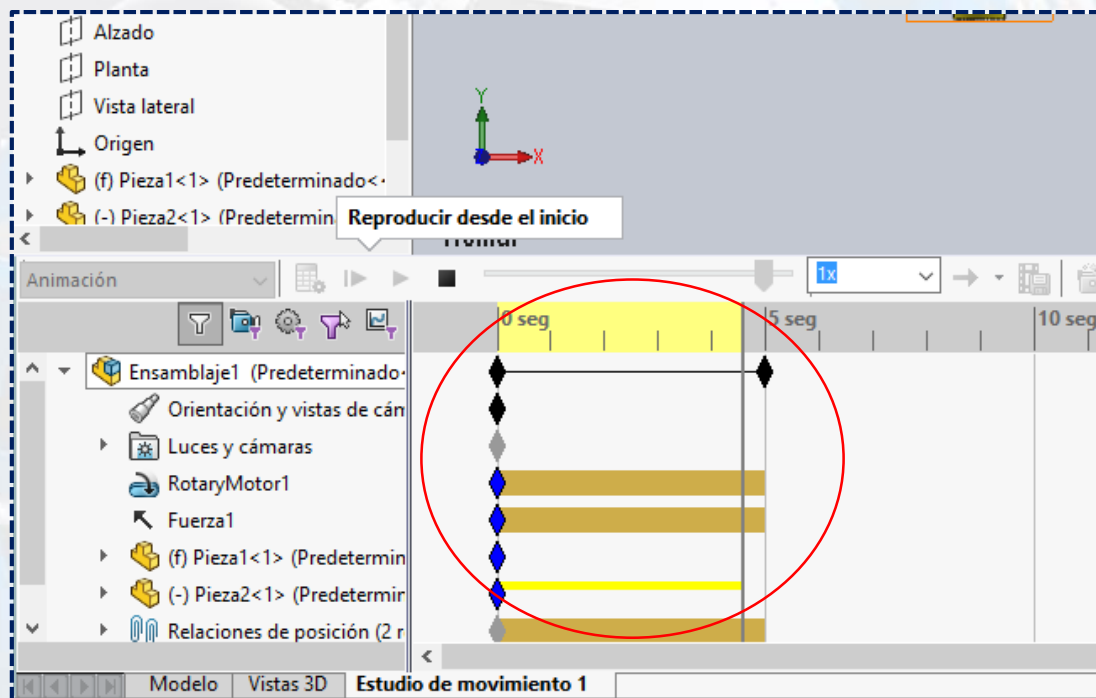 Alzado
Planta
Vista lateral
Origen
(f) Pieza1<1> (Predeterminado<
(-) Pieza2<1> (Predetermin
Reproducir desde el inicio
Y
X
Animación
1x
0 seg
5 seg
10 seg
Ensamblaje1 (Predeterminado
Orientación y vistas de cám
Luces y cámaras
RotaryMotor1
Fuerza1
(f) Pieza1<1> (Predetermin
(-) Pieza2<1> (Predetermin
Relaciones de posición (2 r
Modelo
Vistas 3D
Estudio de movimiento 1